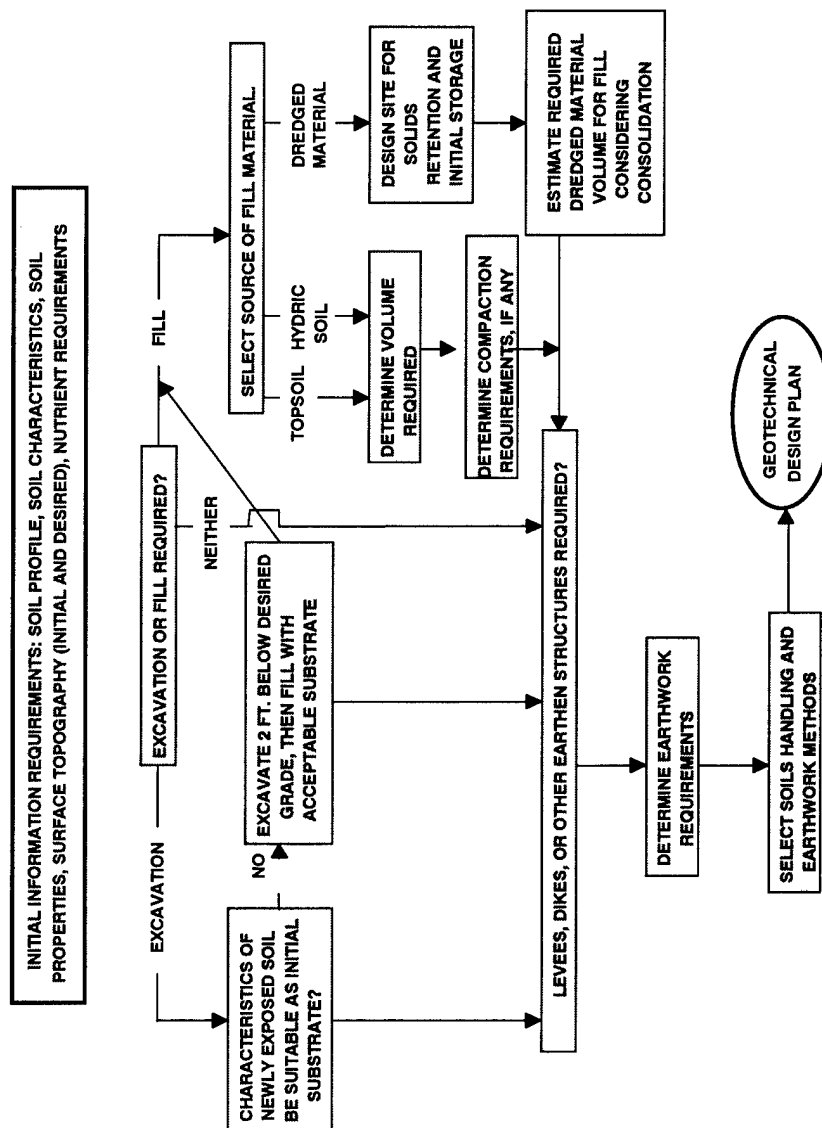 INITIAL INFORMATION REQUIREMENTS: SOIL PROFILE, SOIL CHARACTERISTICS, SOIL
PROPERTIES, SURFACE TOPOGRAPHY (INITIAL AND DESIRED), NUTRIENT REQUIREMENTS
EXCAVATION OR FILL REQUIRED?
EXCAVATION
NEITHER
FILL
CHARACTERISTICS OF
NEWLY EXPOSED SOIL
BE SUITABLE AS INITIAL
SUBSTRATE?
NO
EXCAVATE 2 FT. BELOW DESIRED
GRADE, THEN FILL WITH
ACCEPTABLE SUBSTRATE
SELECT SOURCE OF FILL MATERIAL.
TOPSOIL
HYDRIC
SOIL
DREDGED
MATERIAL
DETERMINE VOLUME
REQUIRED
DESIGN SITE FOR
SOLIDS
RETENTION AND
INITIAL STORAGE
DETERMINE COMPACTION
REQUIREMENTS, IF ANY
ESTIMATE REQUIRED
DREDGED MATERIAL
VOLUME FOR FILL
CONSIDERING
CONSOLIDATION
LEVEES, DIKES, OR OTHER EARTHEN STRUCTURES REQUIRED?
DETERMINE EARTHWORK
REQUIREMENTS
SELECT SOILS HANDLING AND
EARTHWORK METHODS
GEOTECHNICAL
DESIGN PLAN